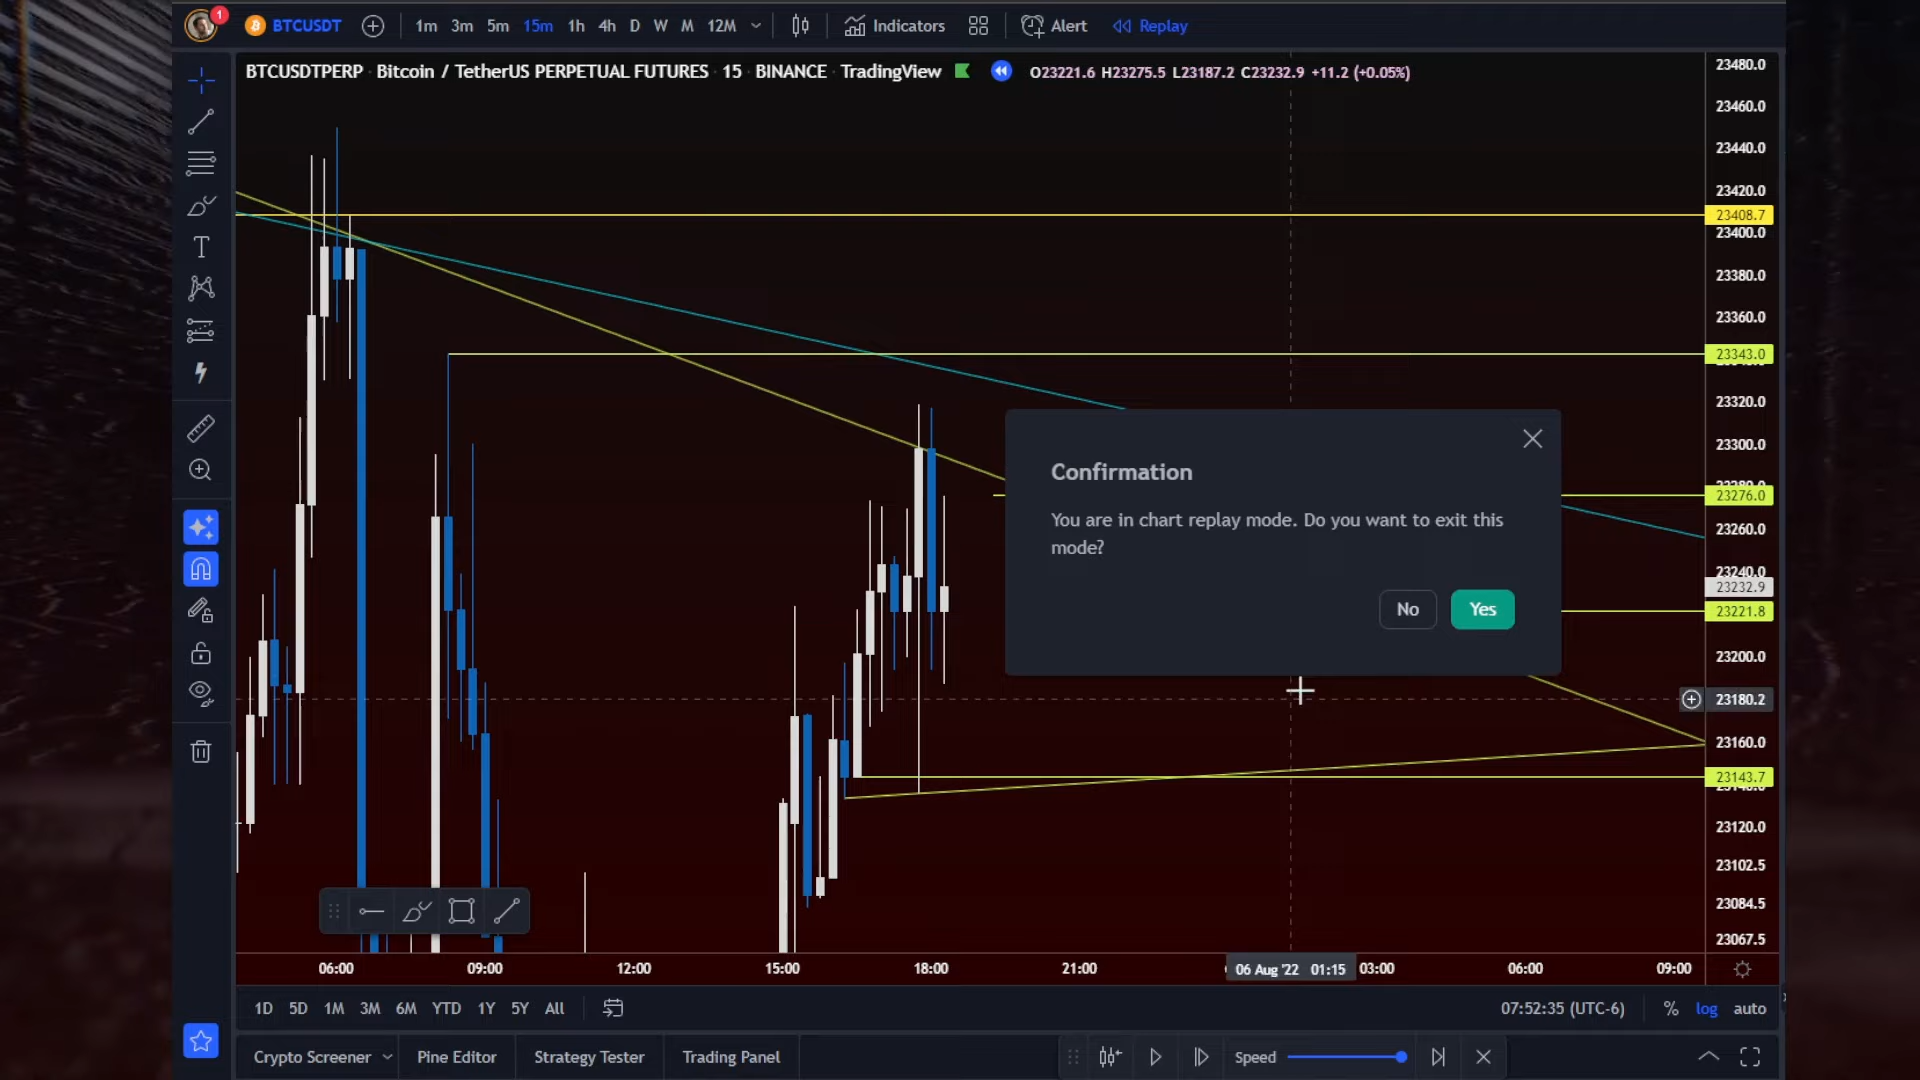 1
BTCUSDT
1m 3m 5m 15m 1h 4h D W M 12M
Indicators
Alert
Replay
BTCUSDTPERP · Bitcoin / TetherUS PERPETUAL FUTURES · 15 · BINANCE · TradingView
O23221.6 H23275.5 L23187.2 C23232.9 +11.2 (+0.05%)
T
23480.0
23460.0
23440.0
23420.0
23408.7
23400.0
23380.0
23360.0
23343.0
23320.0
23300.0
23276.0
23260.0
23240.0
23232.9
23221.8
23200.0
23180.2
23160.0
23143.7
23120.0
23102.5
23084.5
23067.5
Confirmation
You are in chart replay mode. Do you want to exit this
mode?
No
Yes
06:00 09:00 12:00 15:00 18:00 21:00 06 Aug '22 01:15 03:00 06:00 09:00
1D 5D 1M 3M 6M YTD 1Y 5Y All
07:52:35 (UTC-6) % log auto
Crypto Screener
Pine Editor
Strategy Tester
Trading Panel
Speed